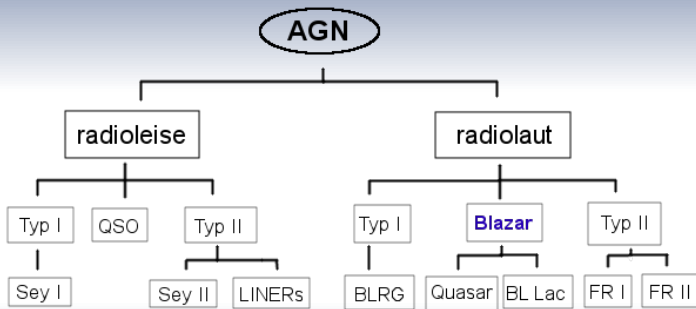 AGN
radioleise
radiolaut
Typ I
QSO
Typ II
Typ I
Blazar
Typ II
Sey I
Sey II
LINERs
BLRG
Quasar
BL Lac
FR I
FR II